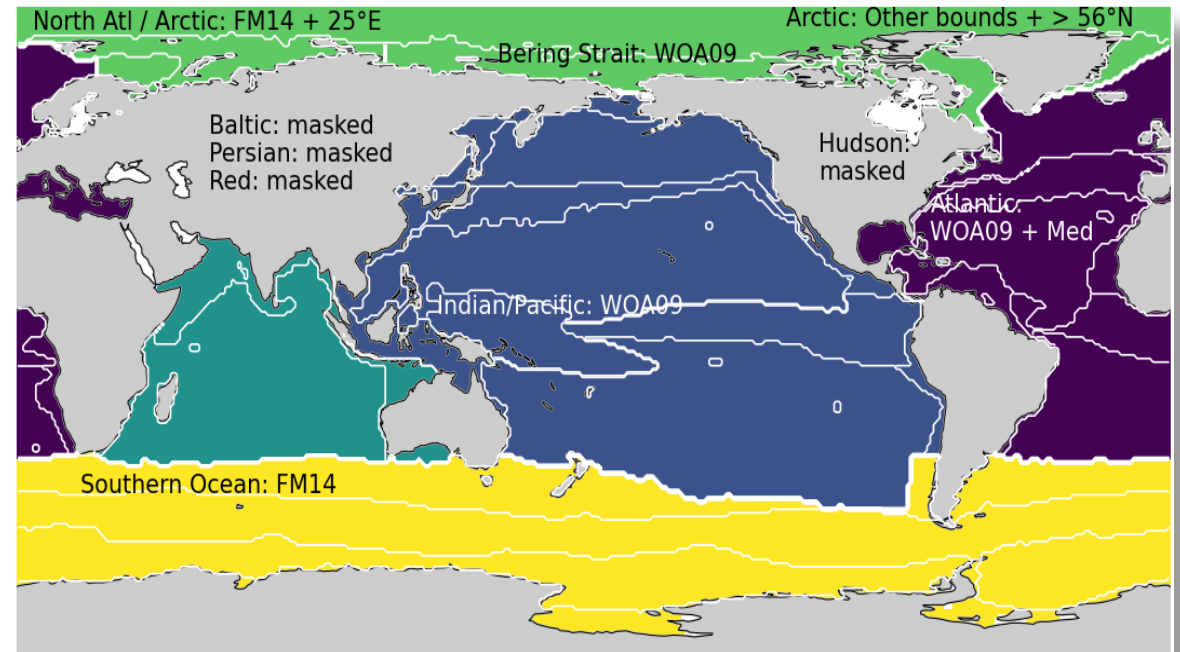 North Atl / Arctic: FM14 + 25°E
Arctic: Other bounds + > 56°N
Bering Strait: WOA09
Baltic: masked
Persian: masked
Red: masked
Hudson:
masked
Atlantic:
WOA09 + Med
Indian/Pacific: WOA09
Southern Ocean: FM14